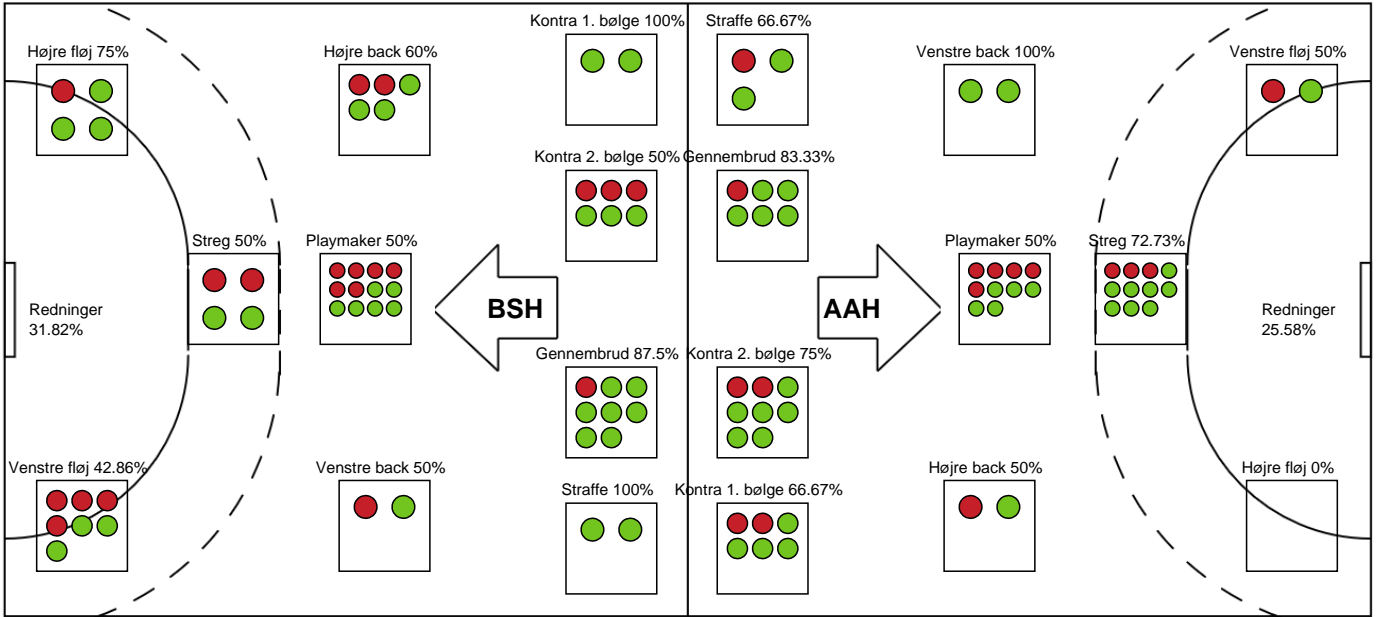 Kontra 1. bølge 100%
Straffe 66.67%
Højre fløj 75%
Højre back 60%
Venstre back 100%
Venstre fløj 50%
Kontra 2. bølge 50%
Gennembrud 83.33%
Streg 50%
Playmaker 50%
Playmaker 50%
Streg 72.73%
Redninger
31.82%
BSH
AAH
Redninger
25.58%
Gennembrud 87.5%
Kontra 2. bølge 75%
Venstre fløj 42.86%
Venstre back 50%
Straffe 100%
Kontra 1. bølge 66.67%
Højre back 50%
Højre fløj 0%